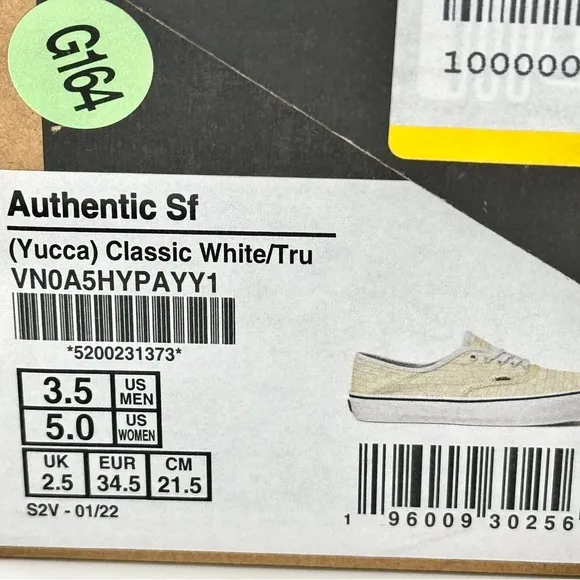 G164
100000
Authentic Sf
(Yucca) Classic White/Tru
VN0A5HYPAYY1
*5200231373*
3.5 US MEN
5.0 US WOMEN
UK EUR CM
2.5 34.5 21.5
S2V - 01/22
1 96009 30256